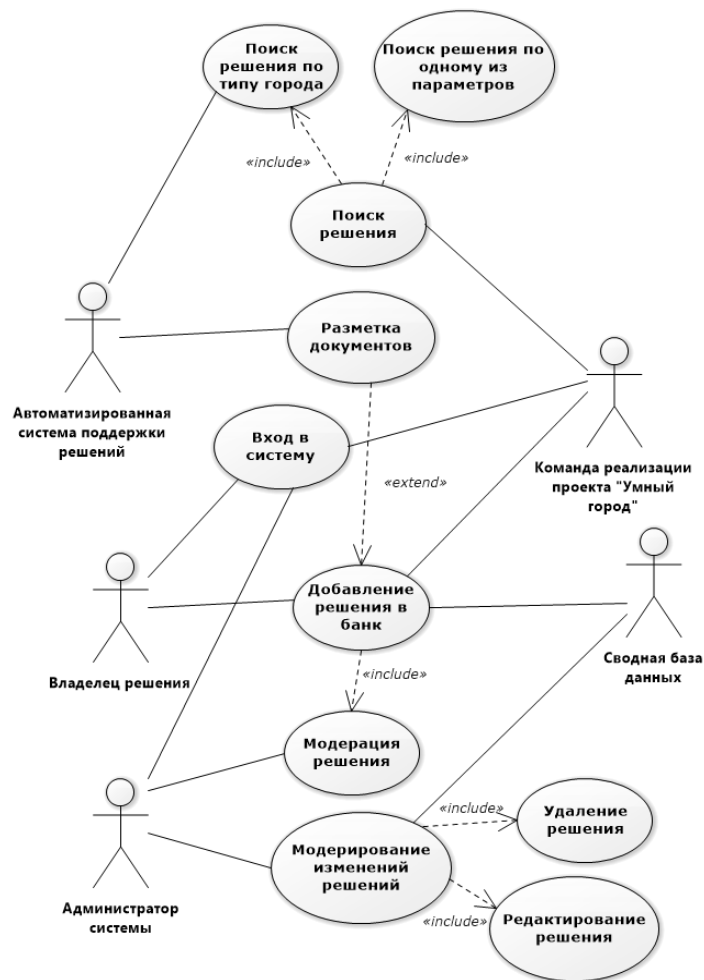 Поиск
решения по
типу города
Поиск решения по
одному из
параметров
«include»
«include»
Поиск
решения
Разметка
документов
Автоматизированная
система поддержки
решений
Вход в
систему
Команда реализации
проекта "Умный
город"
«extend»
Добавление
решения в
банк
Владелец решения
Сводная база
данных
«include»
Модерация
решения
«include»
Удаление
решения
Модерирование
изменений
решений
Администратор
системы
«include»
Редактирование
решения